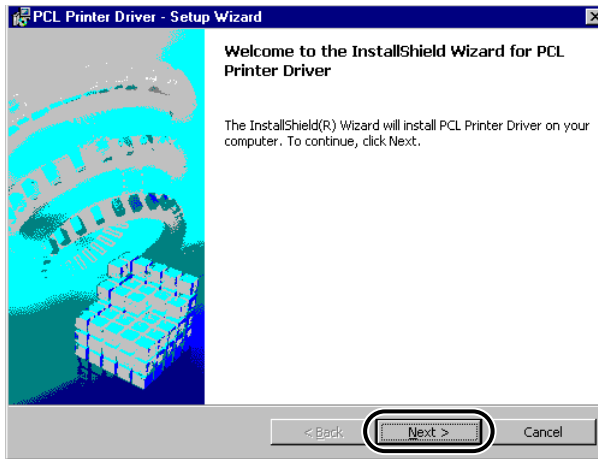 PCL Printer Driver - Setup Wizard
Welcome to the InstallShield Wizard for PCL
Printer Driver
The InstallShield(R) Wizard will install PCL Printer Driver on your
computer. To continue, click Next.
< Back Next > Cancel